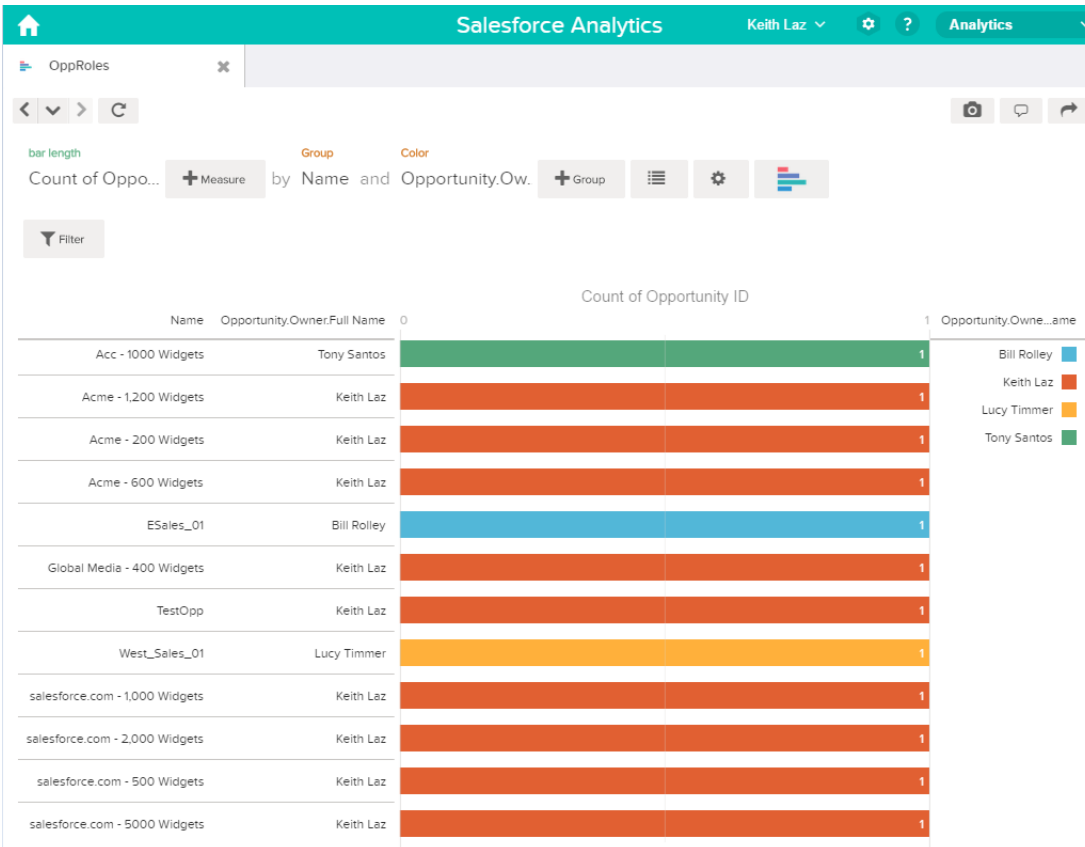 Salesforce Analytics Keith Laz ? Analytics
OppRoles
bar length Group Color
Count of Oppo... Measure by Name and Opportunity.Ow. Group
Filter
Count of Opportunity ID
Name Opportunity.Owner.Full Name 0 1 Opportunity.Owne...ame
Acc - 1000 Widgets Tony Santos 1 Bill Rolley
Keith Laz
Acme - 1,200 Widgets Keith Laz 1
Lucy Timmer
Acme - 200 Widgets Keith Laz 1 Tony Santos
Acme - 600 Widgets Keith Laz 1
ESales_01 Bill Rolley 1
Global Media - 400 Widgets Keith Laz 1
TestOpp Keith Laz 1
West_Sales_01 Lucy Timmer 1
salesforce.com - 1,000 Widgets Keith Laz 1
salesforce.com - 2,000 Widgets Keith Laz 1
salesforce.com - 500 Widgets Keith Laz 1
salesforce.com - 5000 Widgets Keith Laz 1